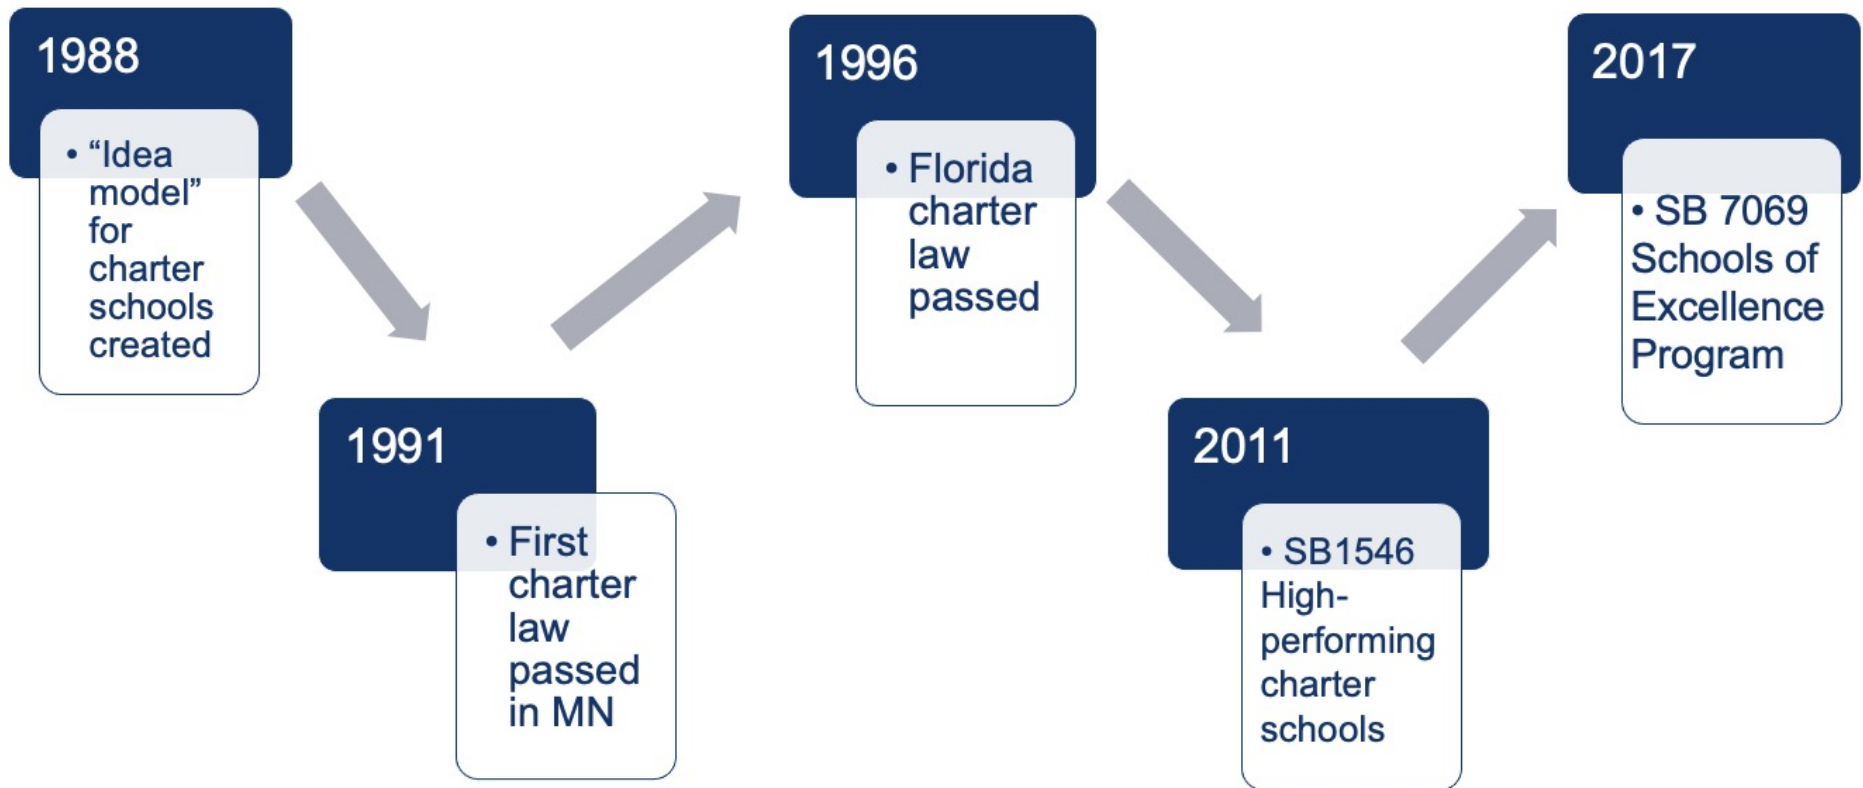 1988
• “Idea
model”
for
charter
schools
created
1991
• First
charter
law
passed
in MN
1996
• Florida
charter
law
passed
2011
• SB1546
High-
performing
charter
schools
2017
• SB 7069
Schools of
Excellence
Program